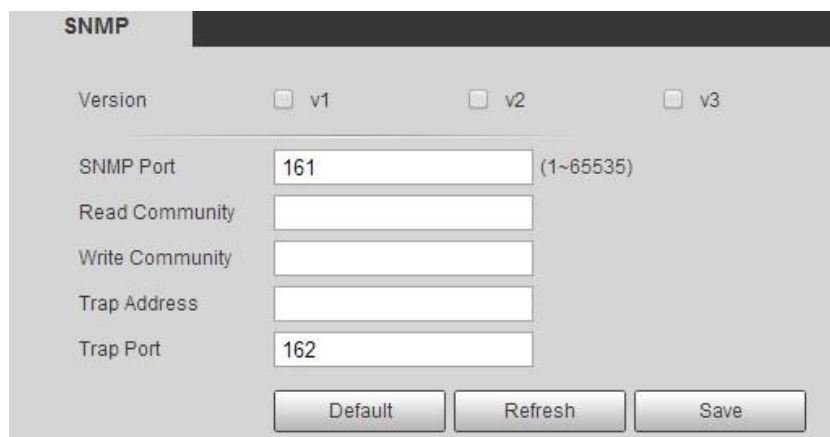 SNMP
Version v1 v2 v3
SNMP Port 161 (1~65535)
Read Community
Write Community
Trap Address
Trap Port 162
Default Refresh Save